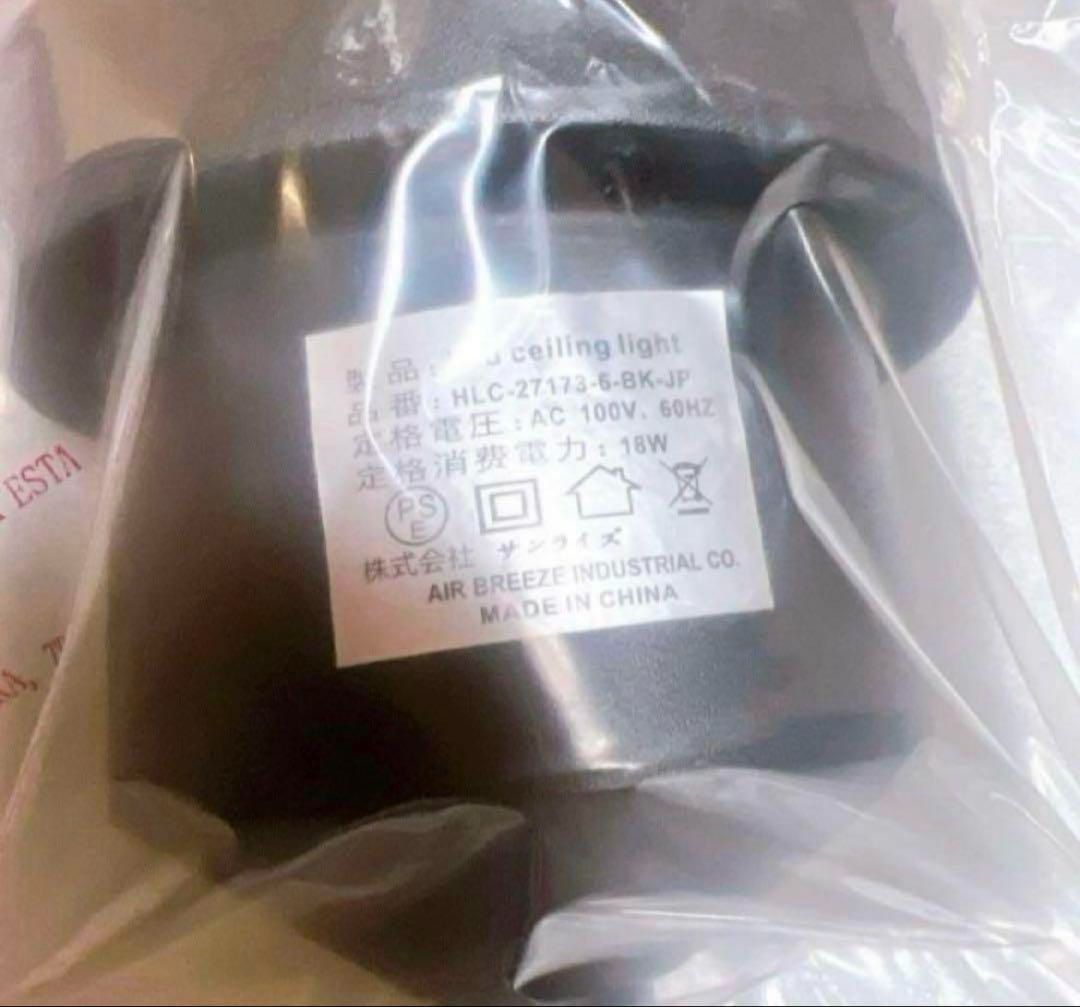 製品: ceiling light
品番: HLC-27173-6-BK-JP
定格電圧: AC 100V. 60HZ
定格消費電力: 18W
PS
E
株式会社 サンライズ
AIR BREEZE INDUSTRIAL CO.
MADE IN CHINA
ESTA